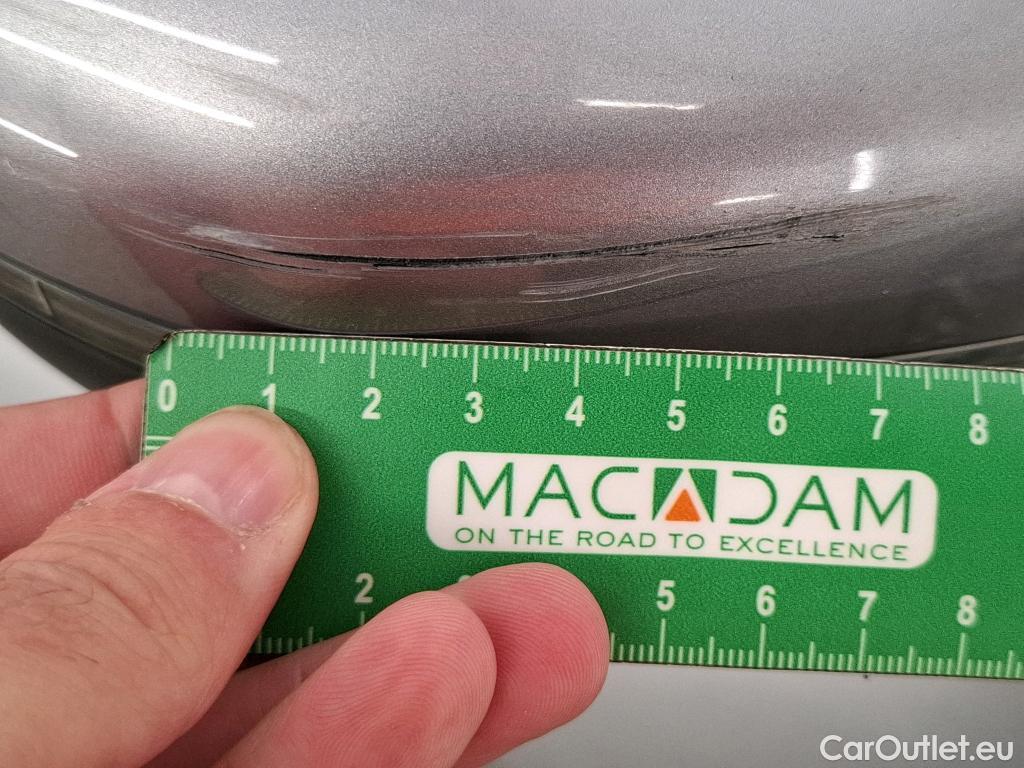 0 1 2 3 4 5 6 7 8
MACADAM
ON THE ROAD TO EXCELLENCE
2 5 6 7 8
CarOutlet.eu